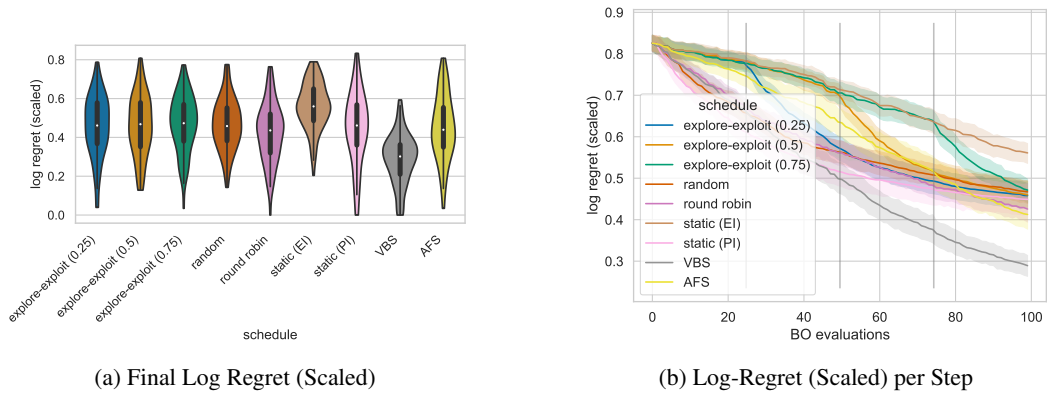 0.8
0.6
0.4
0.2
0.0
log regret (scaled)
explore-exploit (0.25)
explore-exploit (0.5)
explore-exploit (0.75)
random
round robin
static (EI)
static (PI)
VBS
AFS
schedule
(a) Final Log Regret (Scaled)
0.9
0.8
0.7
0.6
0.5
0.4
0.3
log regret (scaled)
schedule
explore-exploit (0.25)
explore-exploit (0.5)
explore-exploit (0.75)
random
round robin
static (EI)
static (PI)
VBS
AFS
0 20 40 60 80 100
BO evaluations
(b) Log-Regret (Scaled) per Step